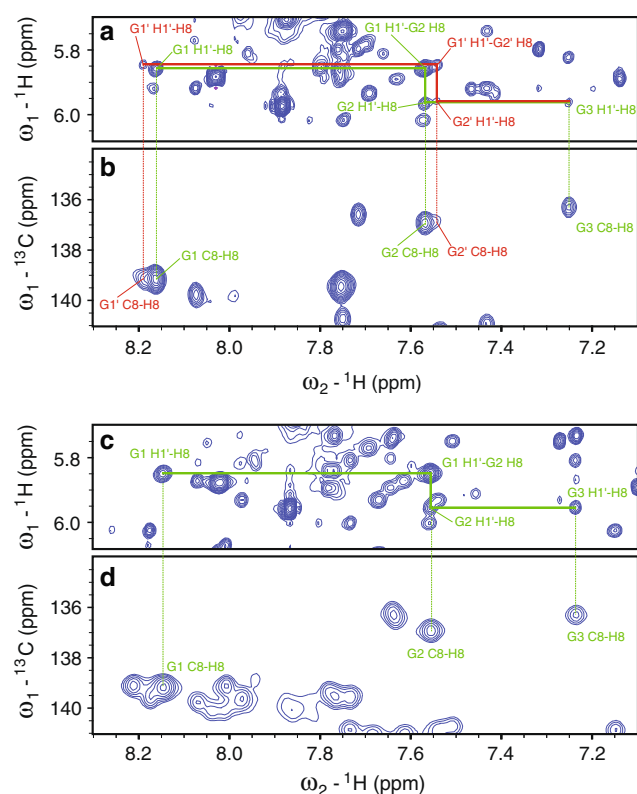 a
G1' H1'-H8
G1 H1'-H8
G1 H1'-G2 H8
G1' H1'-G2' H8
G2 H1'-H8
G2' H1'-H8
G3 H1'-H8
5.8
6.0
ω1 - 1H (ppm)
b
136
138
140
ω1 - 13C (ppm)
G3 C8-H8
G2 C8-H8
G2' C8-H8
G1 C8-H8
G1' C8-H8
8.2 8.0 7.8 7.6 7.4 7.2
ω2 - 1H (ppm)
c
G1 H1'-H8
G1 H1'-G2 H8
G3 H1'-H8
G2 H1'-H8
5.8
6.0
ω1 - 1H (ppm)
d
136
138
140
ω1 - 13C (ppm)
G3 C8-H8
G2 C8-H8
G1 C8-H8
8.2 8.0 7.8 7.6 7.4 7.2
ω2 - 1H (ppm)